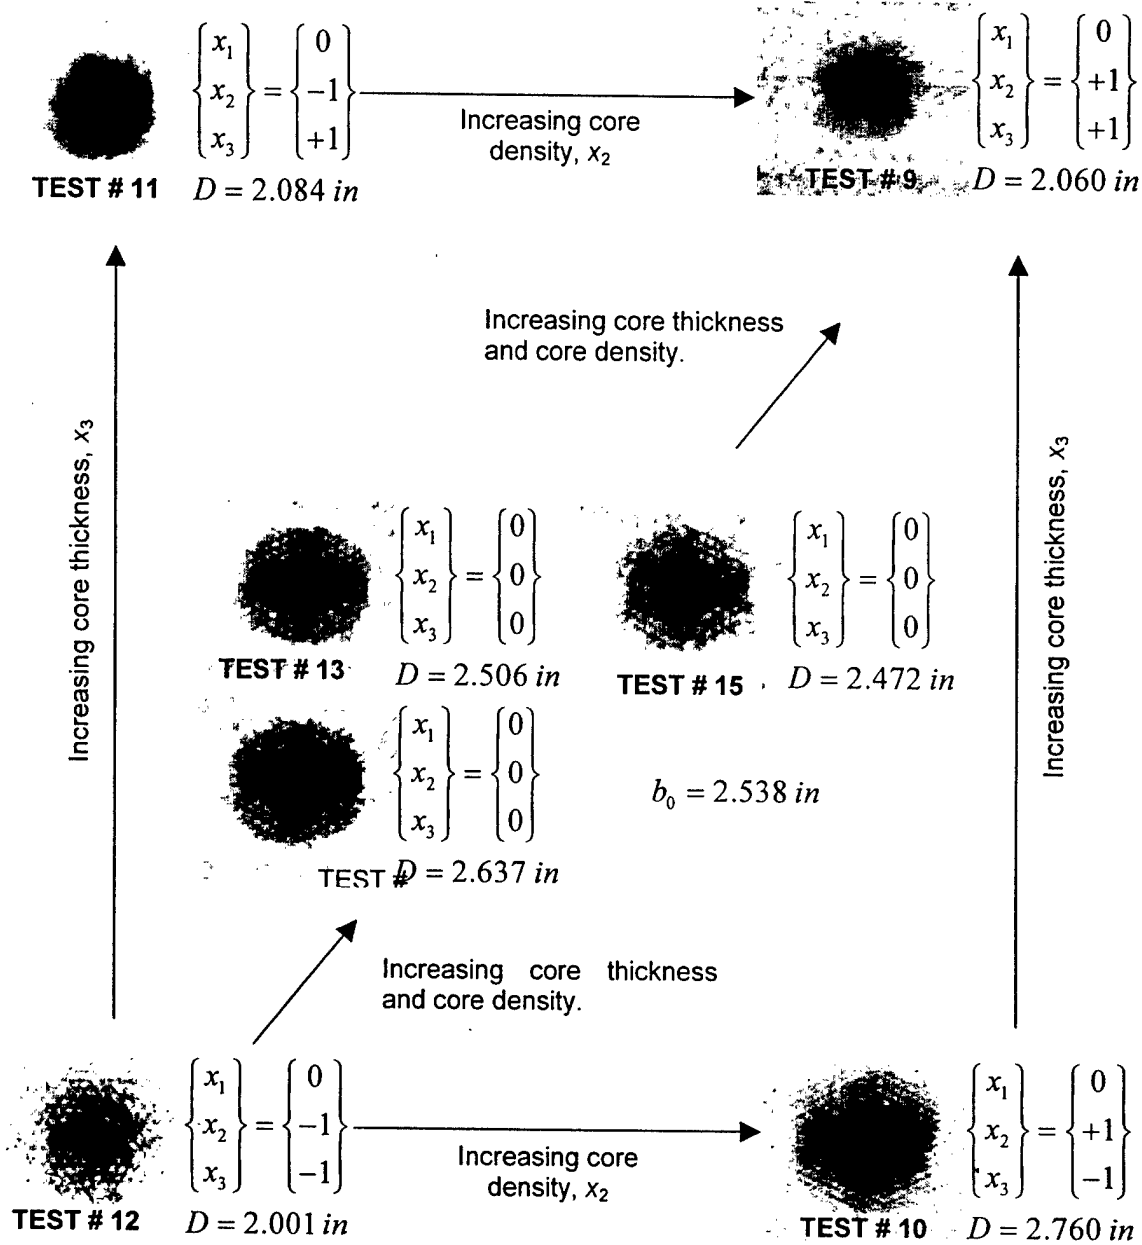 {x₁ x₂ x₃} = {0 −1 +1}
TEST # 11 D = 2.084 in
Increasing core
density, x₂
{x₁ x₂ x₃} = {0 +1 +1}
TEST # 9 D = 2.060 in
Increasing core thickness
and core density.
Increasing core thickness, x₃
Increasing core thickness, x₃
{x₁ x₂ x₃} = {0 0 0}
TEST # 13 D = 2.506 in
{x₁ x₂ x₃} = {0 0 0}
TEST # 15 D = 2.472 in
{x₁ x₂ x₃} = {0 0 0}
TEST # D = 2.637 in
b₀ = 2.538 in
Increasing core thickness
and core density.
{x₁ x₂ x₃} = {0 −1 −1}
TEST # 12 D = 2.001 in
Increasing core
density, x₂
{x₁ x₂ x₃} = {0 +1 −1}
TEST # 10 D = 2.760 in